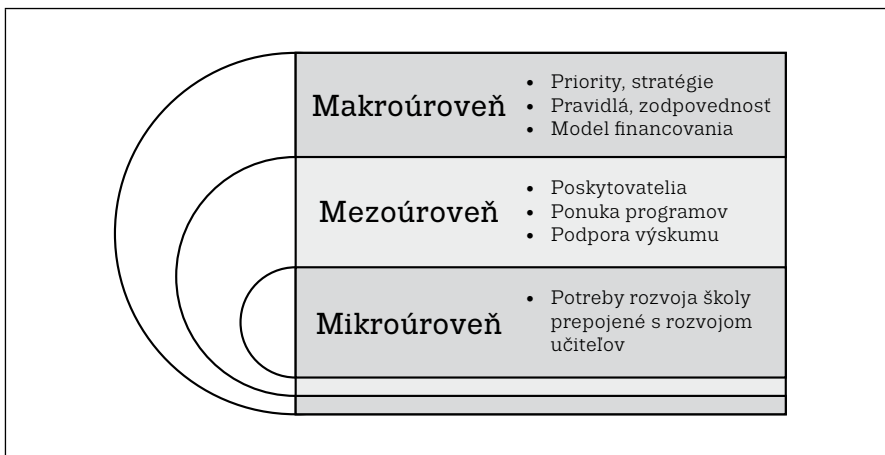 Makroúroveň
• Priority, stratégie
• Pravidlá, zodpovednosť
• Model financovania
Mezoúroveň
• Poskytovatelia
• Ponuka programov
• Podpora výskumu
Mikroúroveň
• Potreby rozvoja školy
prepojené s rozvojom
učiteľov